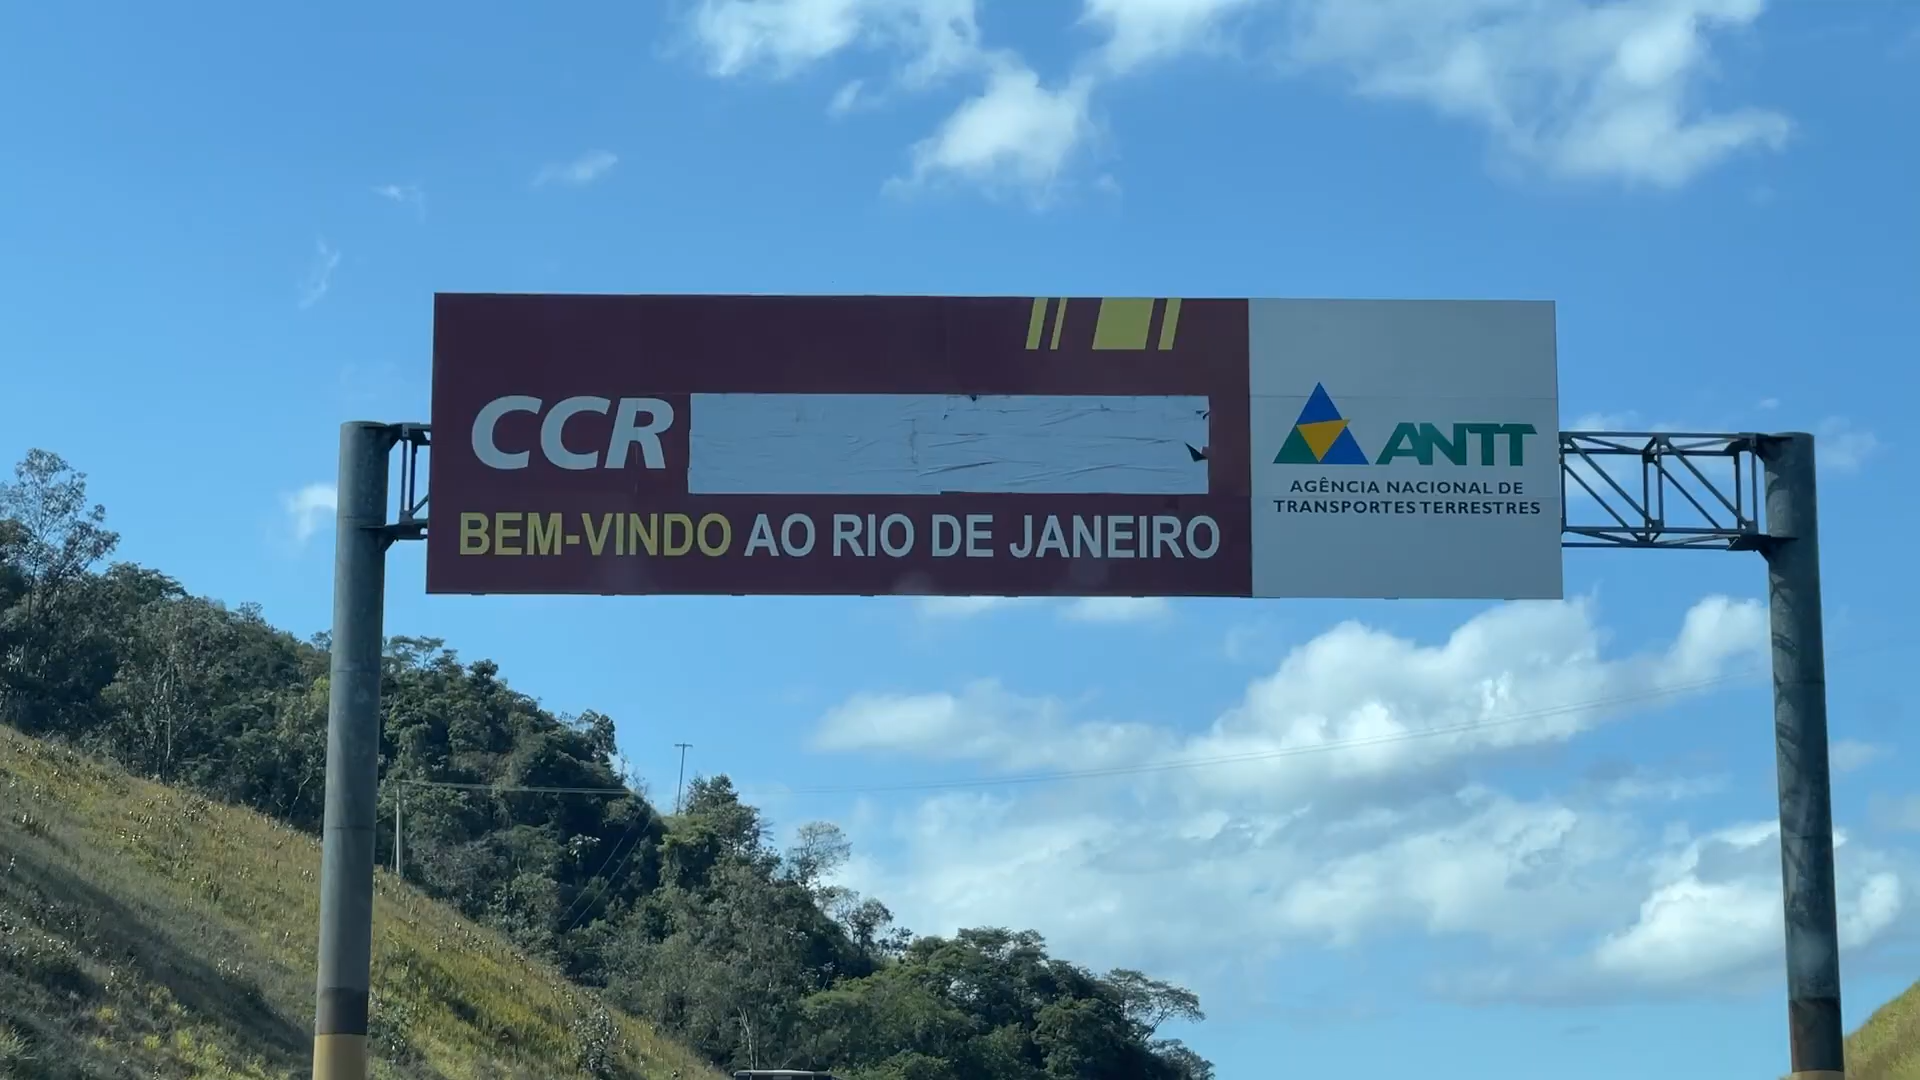 CCR
BEM-VINDO AO RIO DE JANEIRO
ANTT
AGÊNCIA NACIONAL DE
TRANSPORTES TERRESTRES